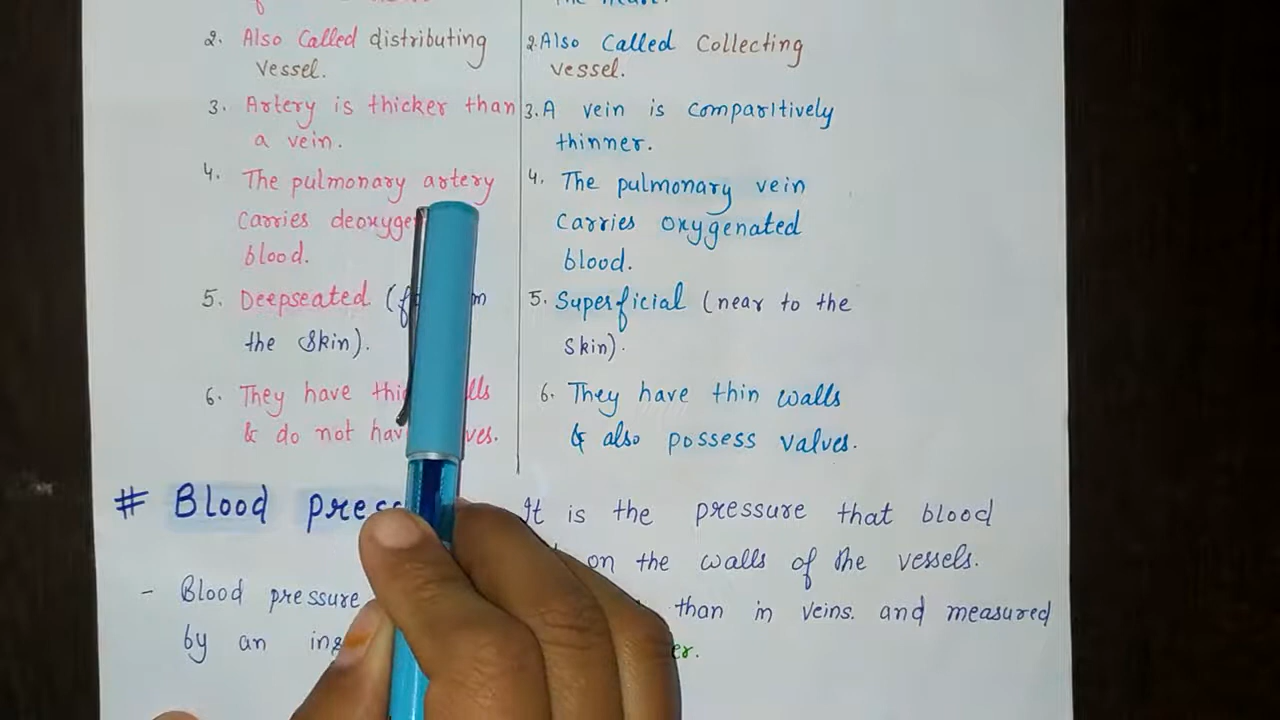 2. Also Called distributing
vessel.
3. Artery is thicker than
a vein.
4. The pulmonary artery
Carries
blood.
5. Deepseated
the Skin).
6. They have
& do not
2. Also Called Collecting
vessel.
3. A vein is comparitively
thinner.
4. The pulmonary vein
Carries oxygenated
blood.
5. Superficial (near to the
Skin).
6. They have thin walls
& also possess valves.
# Blood It is the pressure that blood
on the walls of the vessels.
- Blood pressure than in veins. and measured
by an